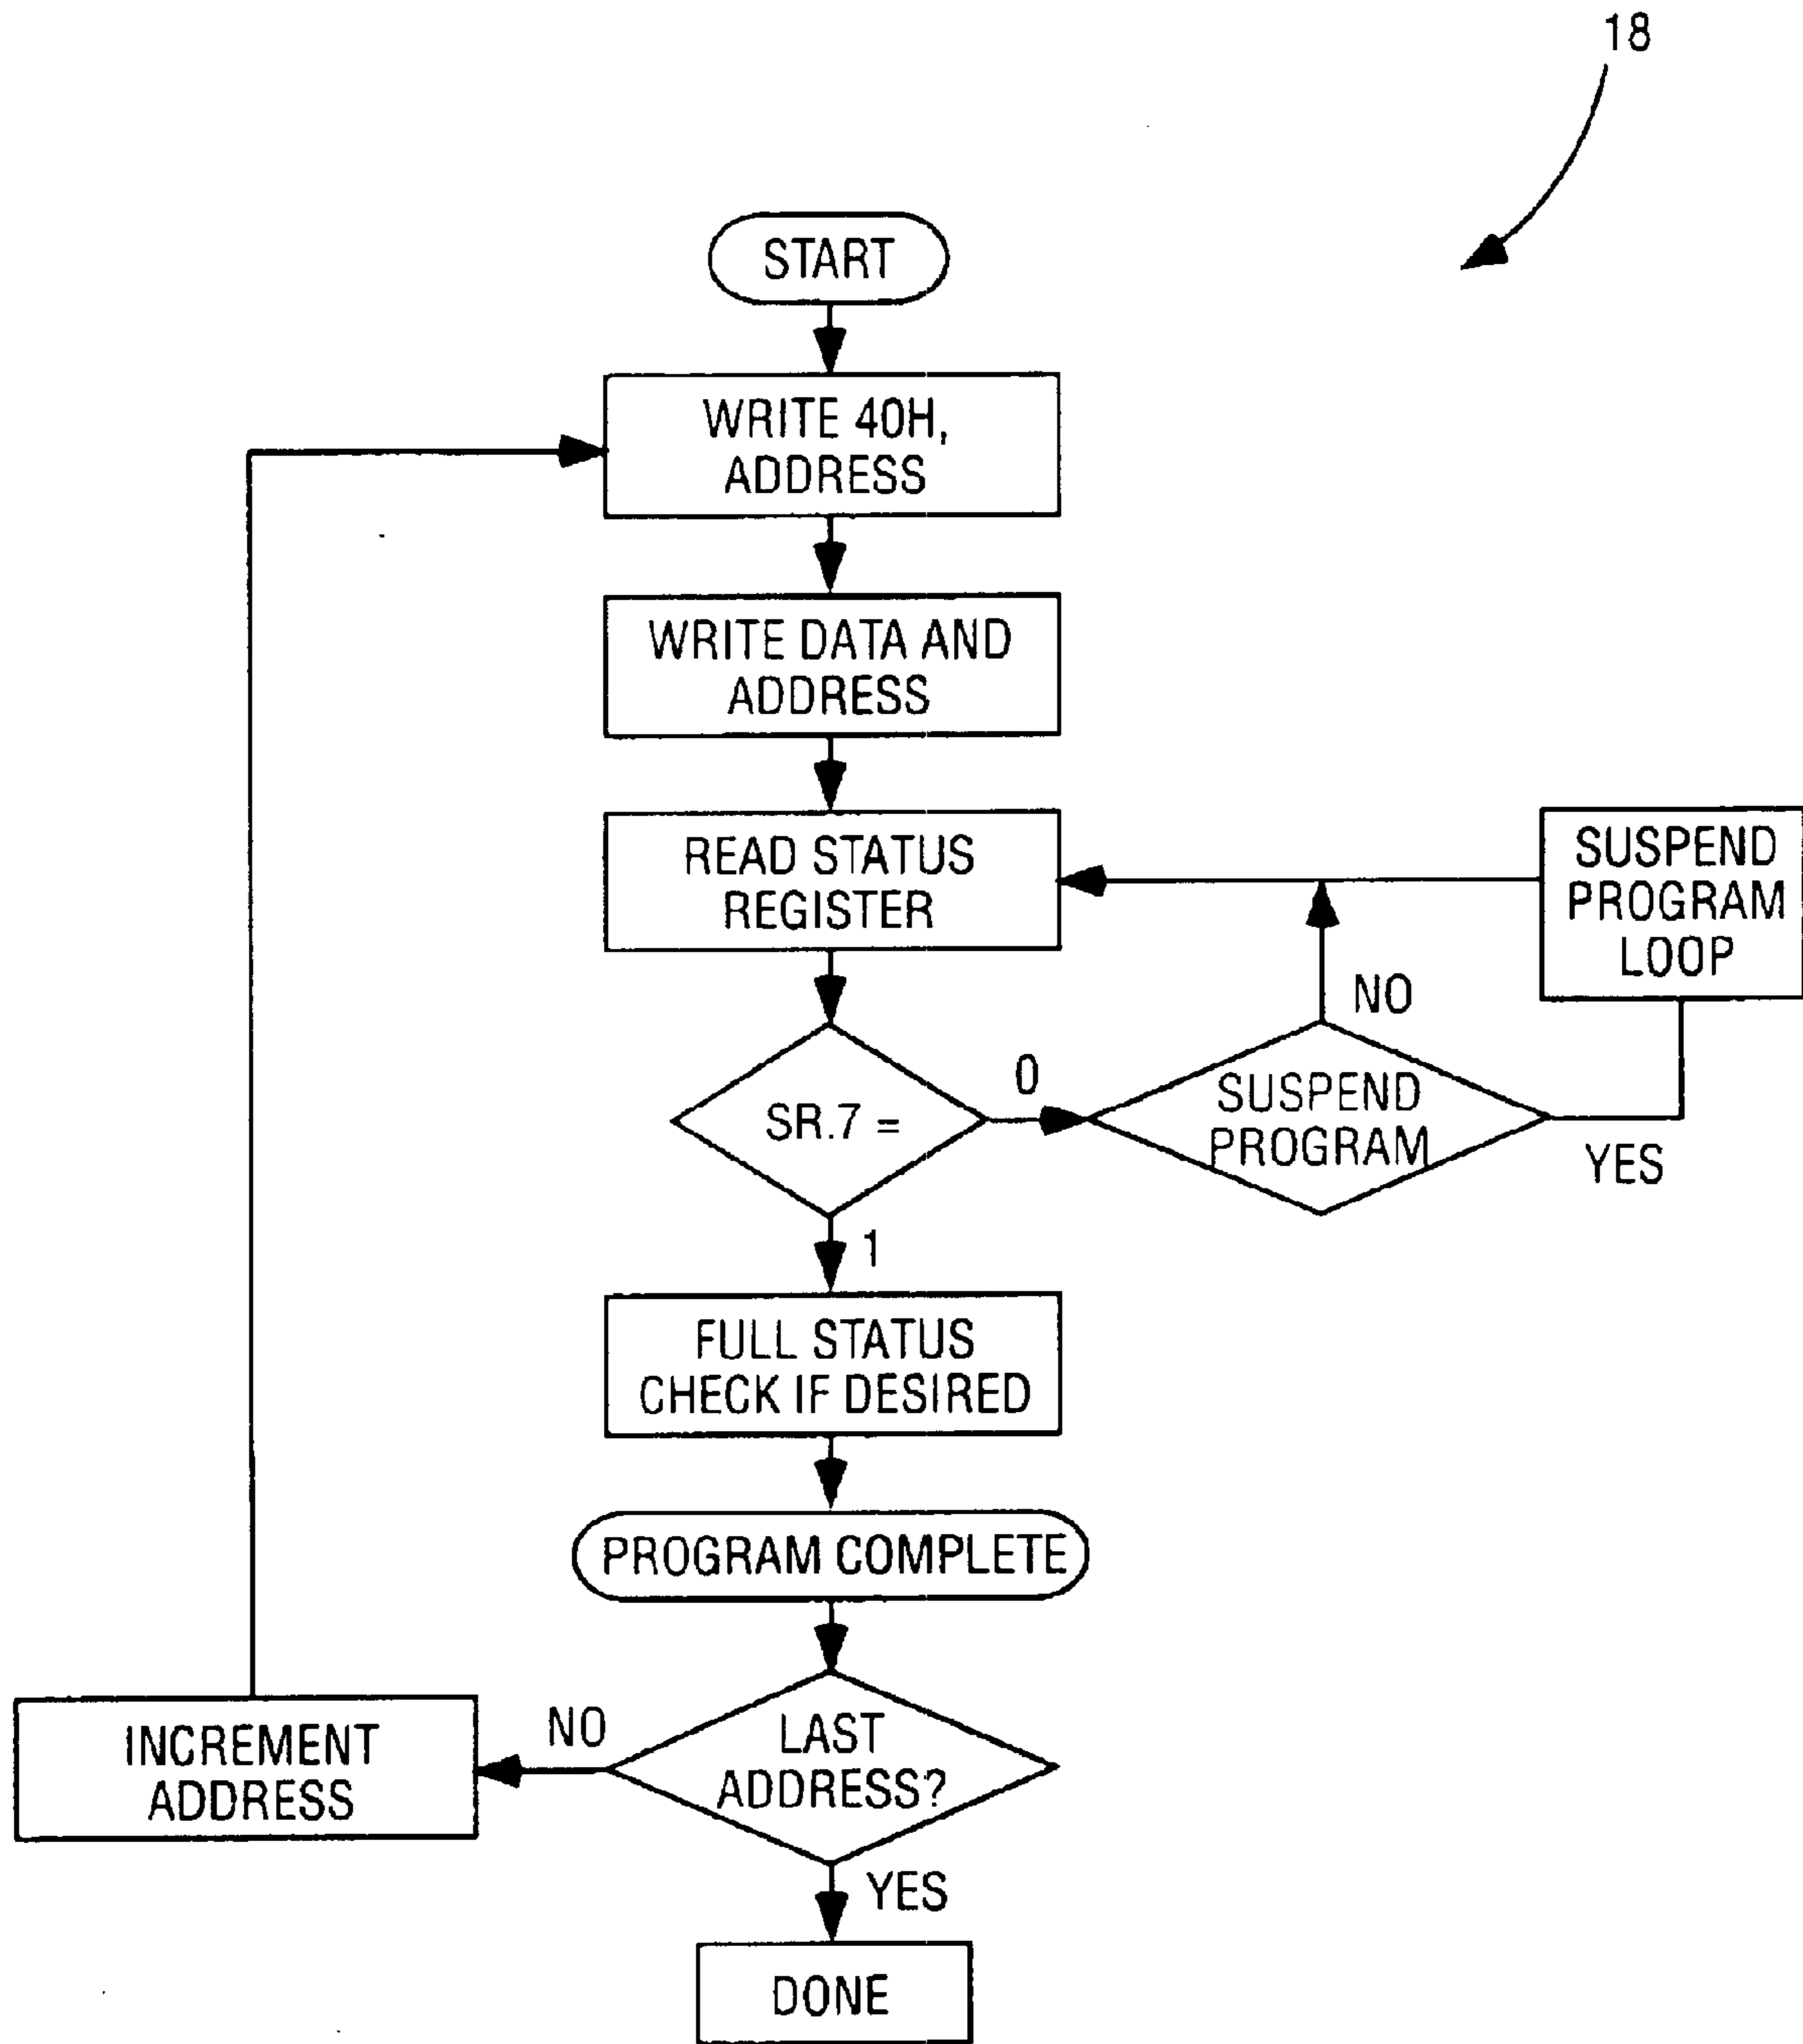 18
START
WRITE 40H,
ADDRESS
WRITE DATA AND
ADDRESS
READ STATUS
REGISTER
SUSPEND
PROGRAM
LOOP
NO
SR.7 =
0
SUSPEND
PROGRAM
YES
1
FULL STATUS
CHECK IF DESIRED
PROGRAM COMPLETE
LAST
ADDRESS?
NO
INCREMENT
ADDRESS
YES
DONE